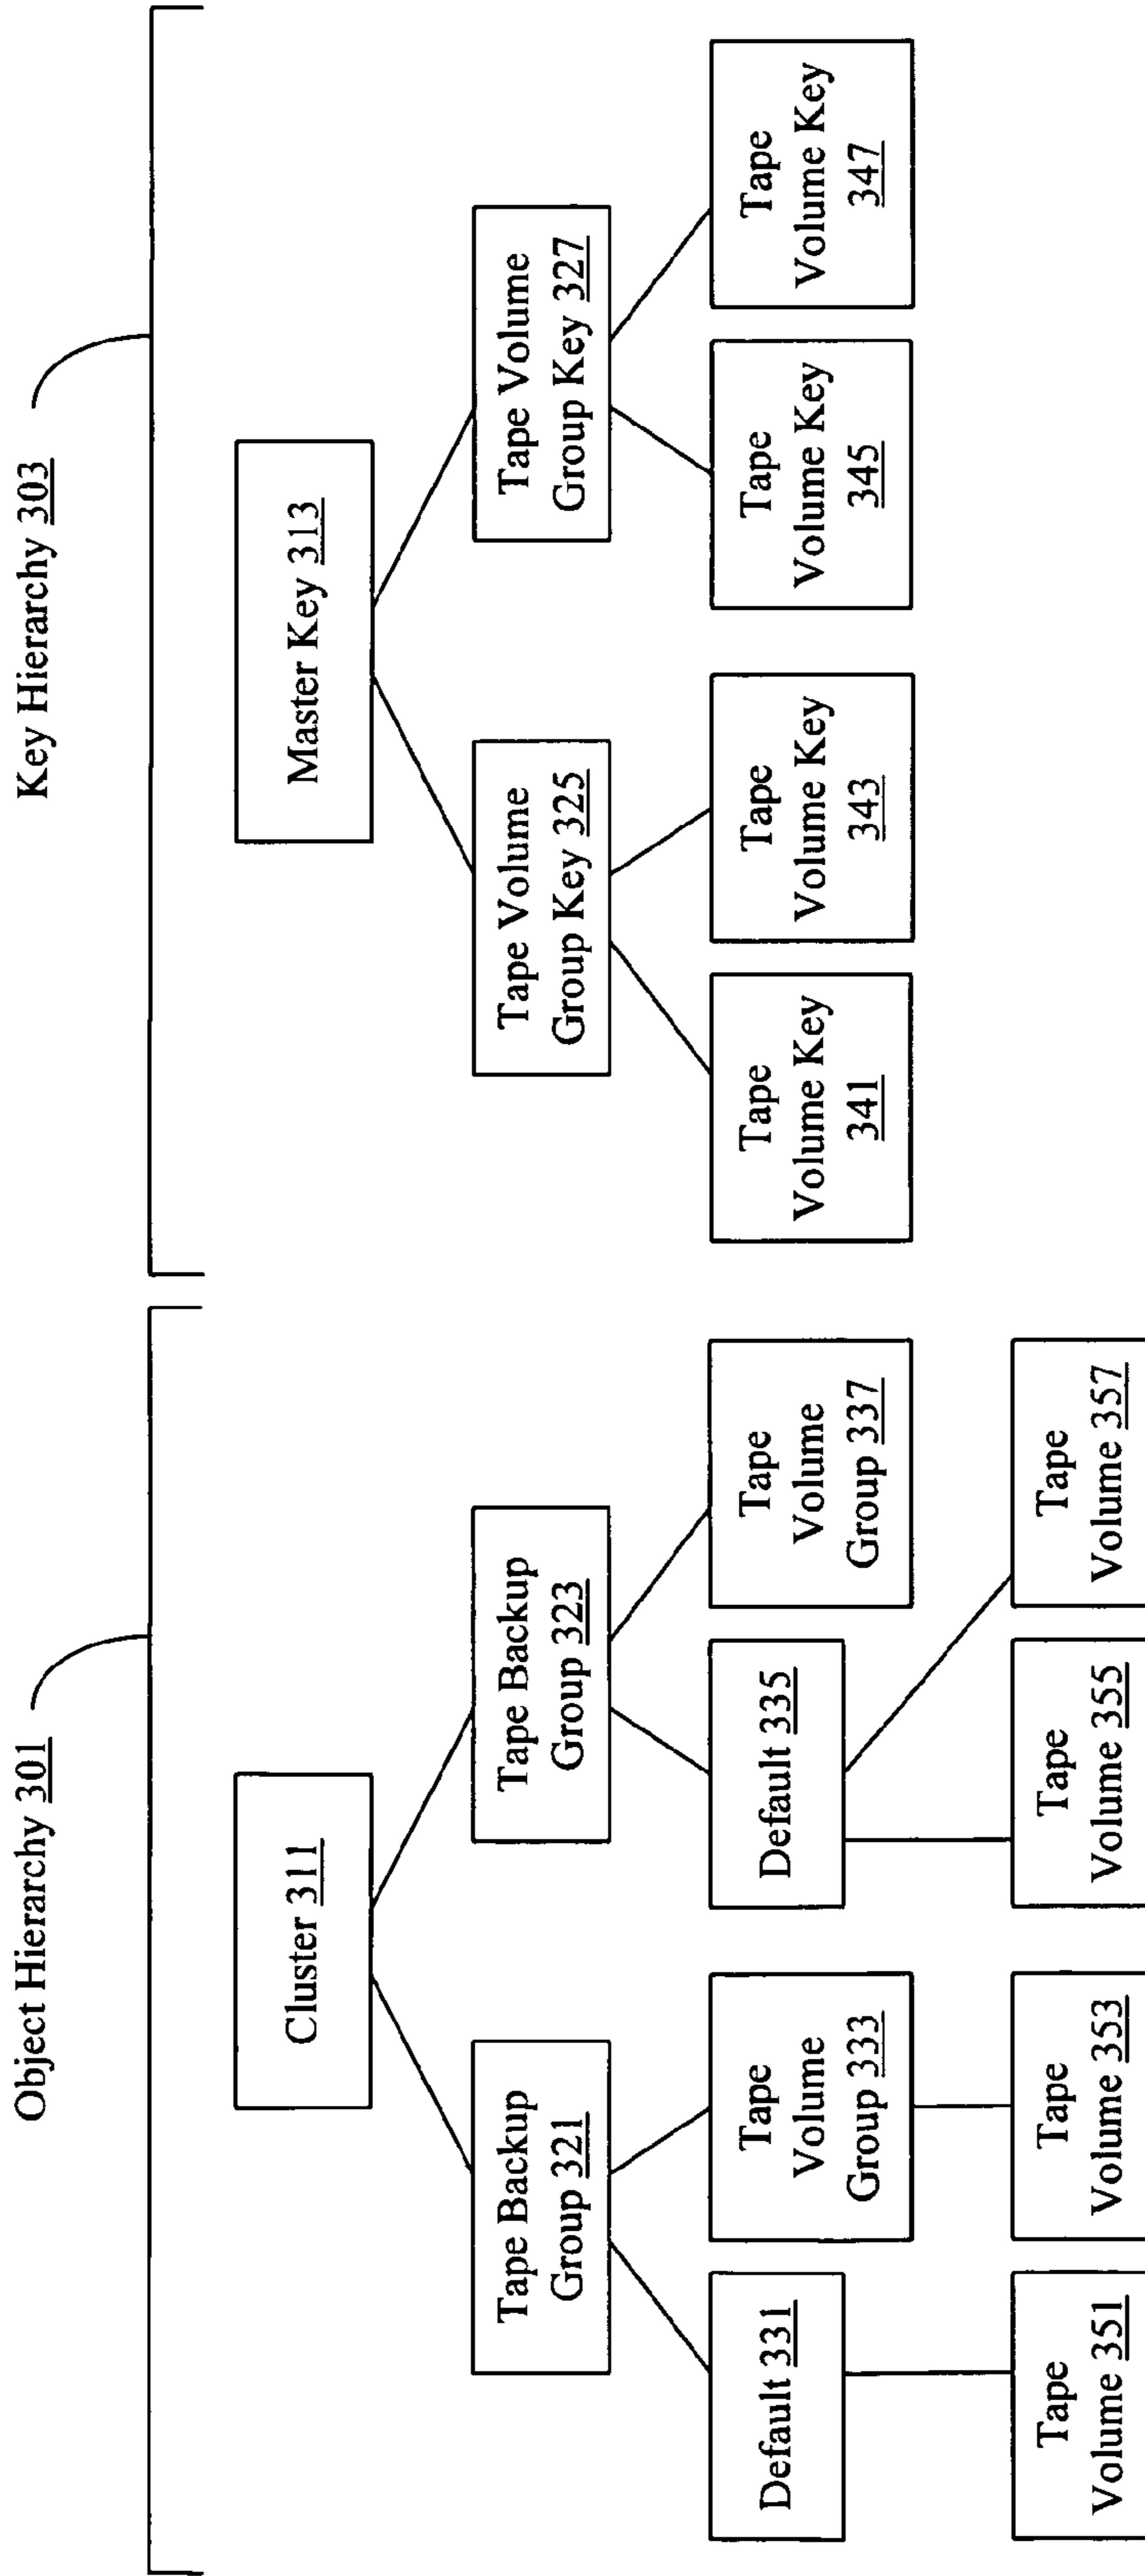 Object Hierarchy 301
Key Hierarchy 303
Cluster 311
Master Key 313
Tape Backup
Group 321
Tape Backup
Group 323
Tape Volume
Group Key 325
Tape Volume
Group Key 327
Default 331
Tape
Volume
Group 333
Default 335
Tape
Volume
Group 337
Tape
Volume Key
341
Tape
Volume Key
343
Tape
Volume Key
345
Tape
Volume Key
347
Tape
Volume 351
Tape
Volume 353
Tape
Volume 355
Tape
Volume 357